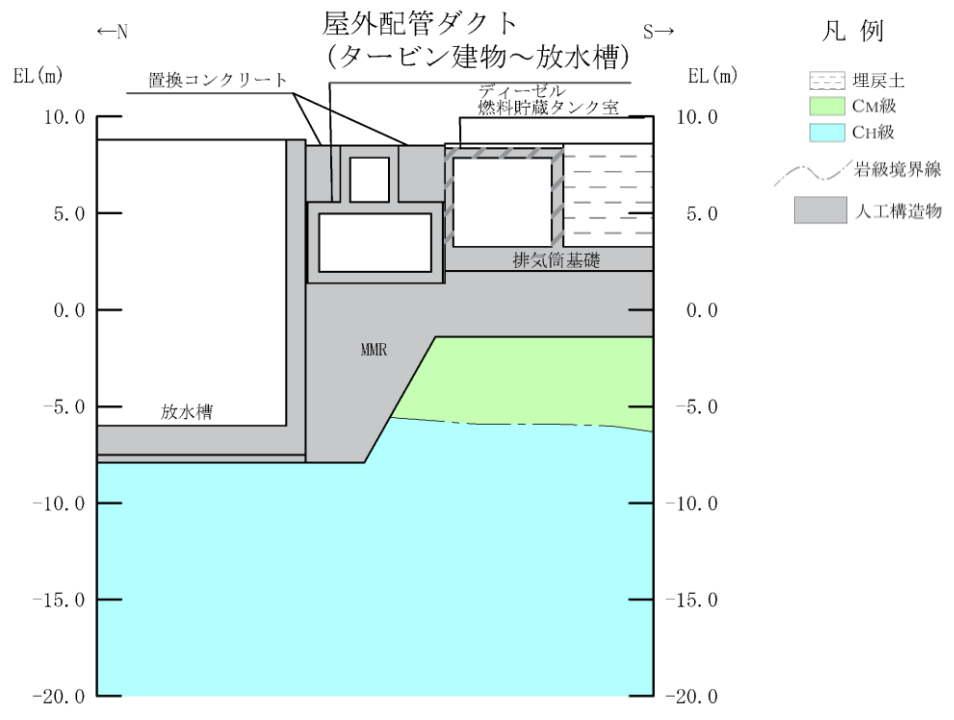 ←N
屋外配管ダクト
(タービン建物～放水槽)
S→
凡 例
EL(m)
EL(m)
置換コンクリート
ディーゼル
燃料貯蔵タンク室
埋戻土
CM級
CH級
岩級境界線
人工構造物
10.0
10.0
5.0
5.0
排気筒基礎
0.0
0.0
MMR
-5.0
-5.0
放水槽
-10.0
-10.0
-15.0
-15.0
-20.0
-20.0